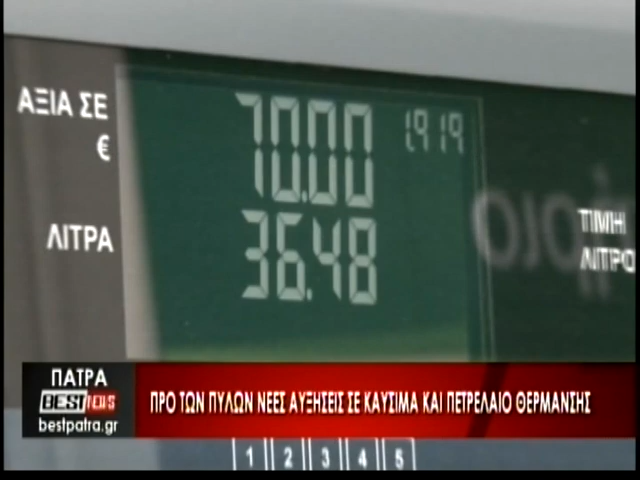 ΑΞΙΑ ΣΕ
€
70.00
1.919
ΛΙΤΡΑ
36.48
ΤΙΜΗ
ΛΙΤΡΟ
ΠΑΤΡΑ
BEST NEWS
bestpatra.gr
ΠΡΟ ΤΩΝ ΠΥΛΩΝ ΝΕΕΣ ΑΥΞΗΣΕΙΣ ΣΕ ΚΑΥΣΙΜΑ ΚΑΙ ΠΕΤΡΕΛΑΙΟ ΘΕΡΜΑΝΣΗΣ
1 2 3 4 5